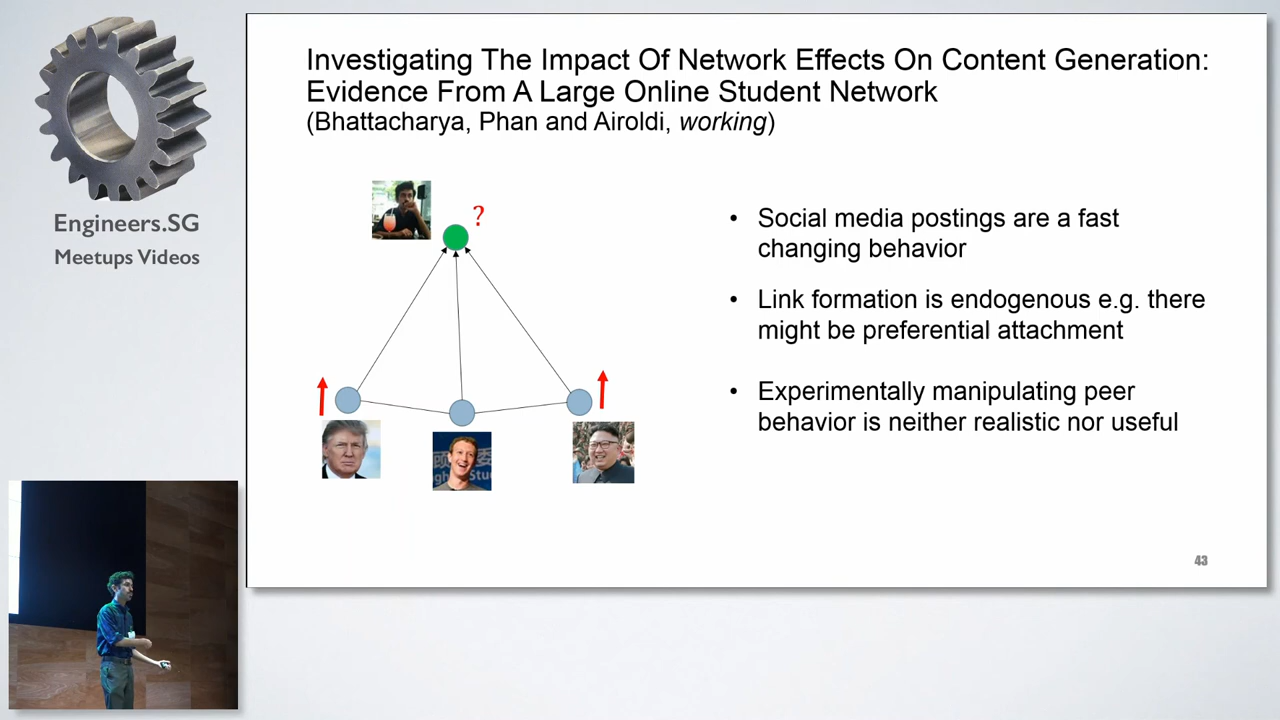 Investigating The Impact Of Network Effects On Content Generation:
Evidence From A Large Online Student Network
(Bhattacharya, Phan and Airoldi, working)
?
• Social media postings are a fast
changing behavior
• Link formation is endogenous e.g. there
might be preferential attachment
• Experimentally manipulating peer
behavior is neither realistic nor useful
43
Engineers.SG
Meetups Videos